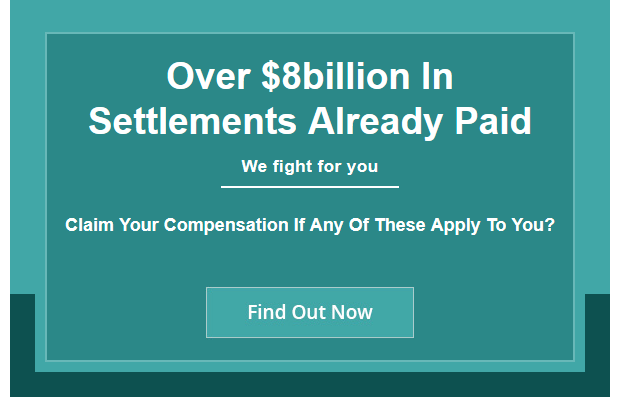 Over $8billion In
Settlements Already Paid
We fight for you
Claim Your Compensation If Any Of These Apply To You?
Find Out Now